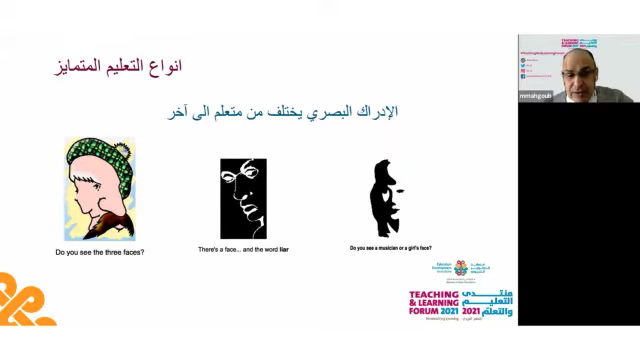 انواع التعليم المتمايز
الإدراك البصري يختلف من متعلم الى آخر
Do you see the three faces?
There's a face... and the word liar
Do you see a musician or a girl's face?
mmahgoub
TEACHING
& LEARNING
FORUM 2021
منتدى
التعليم
والتعلم 2021
Education
Development